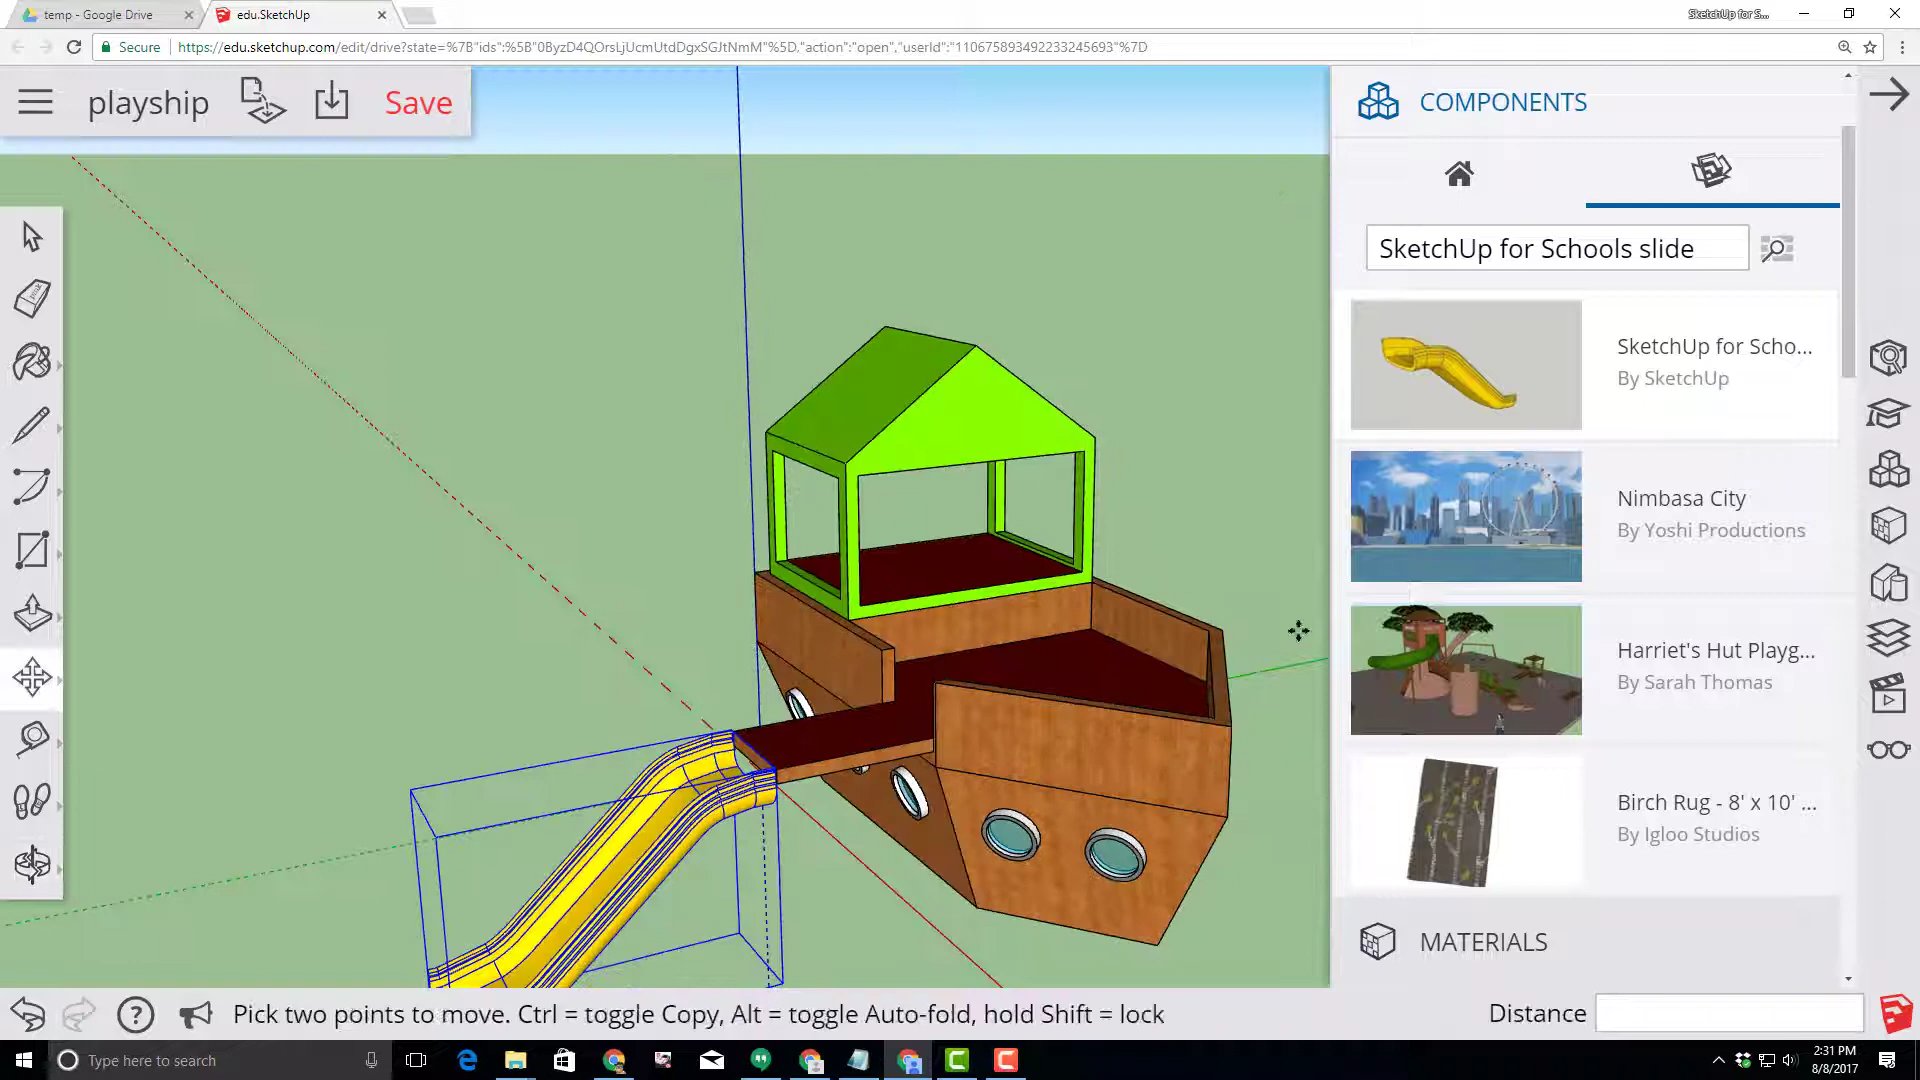 temp - Google Drive
edu.SketchUp
SketchUp for S...
Secure
https://edu.sketchup.com/edit/drive?state=%7B"ids":%5B"0ByzD4QOrsLjUcmUtdDgxSGJtNmM"%5D,"action":"open","userId":"110675893492233245693"%7D
playship
Save
COMPONENTS
SketchUp for Schools slide
SketchUp for Scho...
By SketchUp
Nimbasa City
By Yoshi Productions
Harriet's Hut Playg...
By Sarah Thomas
Birch Rug - 8' x 10' ...
By Igloo Studios
MATERIALS
Pick two points to move. Ctrl = toggle Copy, Alt = toggle Auto-fold, hold Shift = lock
Distance
Type here to search
2:31 PM
8/8/2017